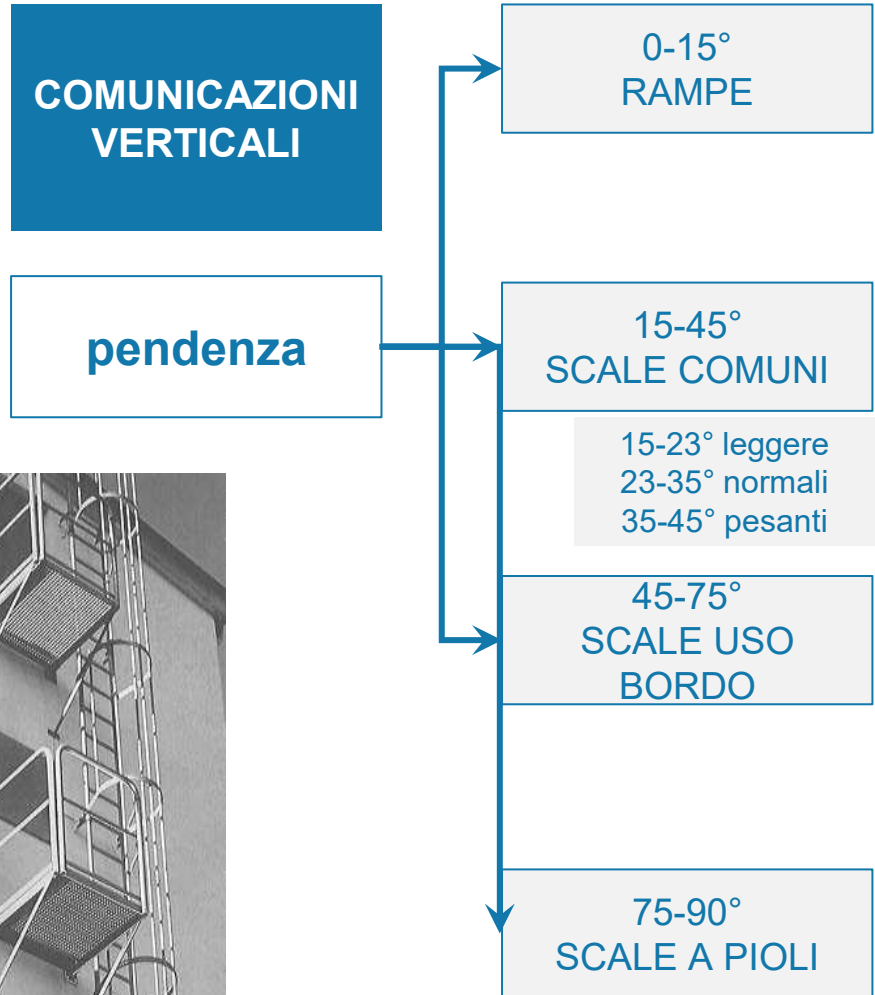 COMUNICAZIONI
VERTICALI
pendenza
0-15°
RAMPE
15-45°
SCALE COMUNI
15-23° leggere
23-35° normali
35-45° pesanti
45-75°
SCALE USO
BORDO
75-90°
SCALE A PIOLI